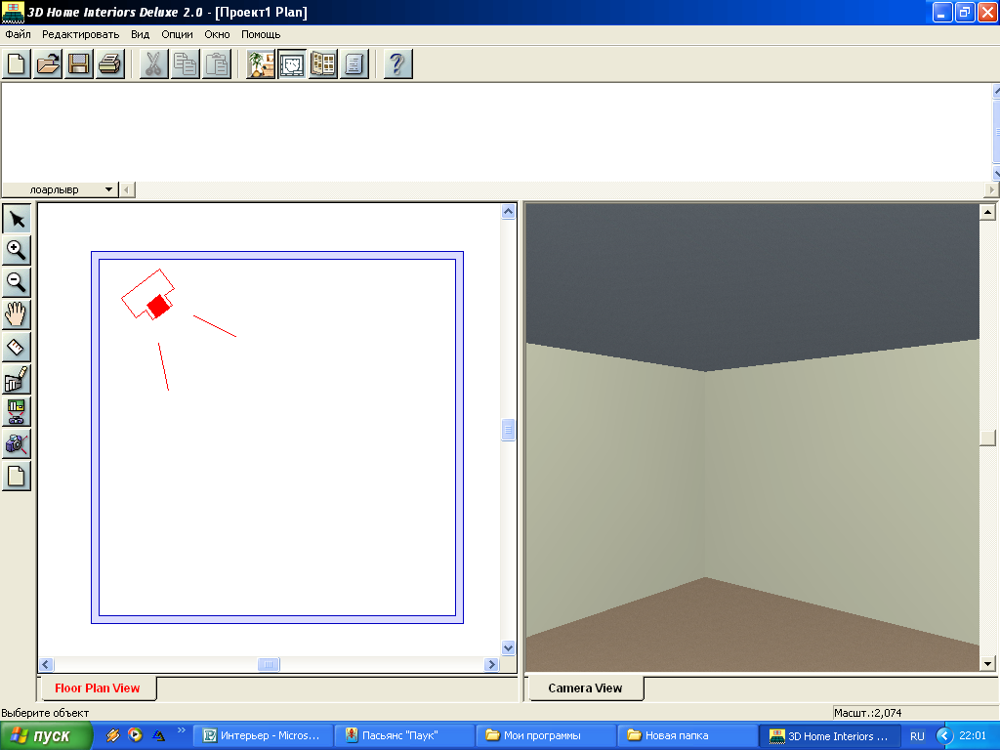 3D Home Interiors Deluxe 2.0 - [Проект1 Plan]
Файл Редактировать Вид Опции Окно Помощь
лоарлывр
Floor Plan View
Camera View
Выберите объект
Масшт.:2,074
пуск
Интерьер - Micros...
Пасьянс "Паук"
Мои программы
Новая папка
3D Home Interiors ...
RU
22:01